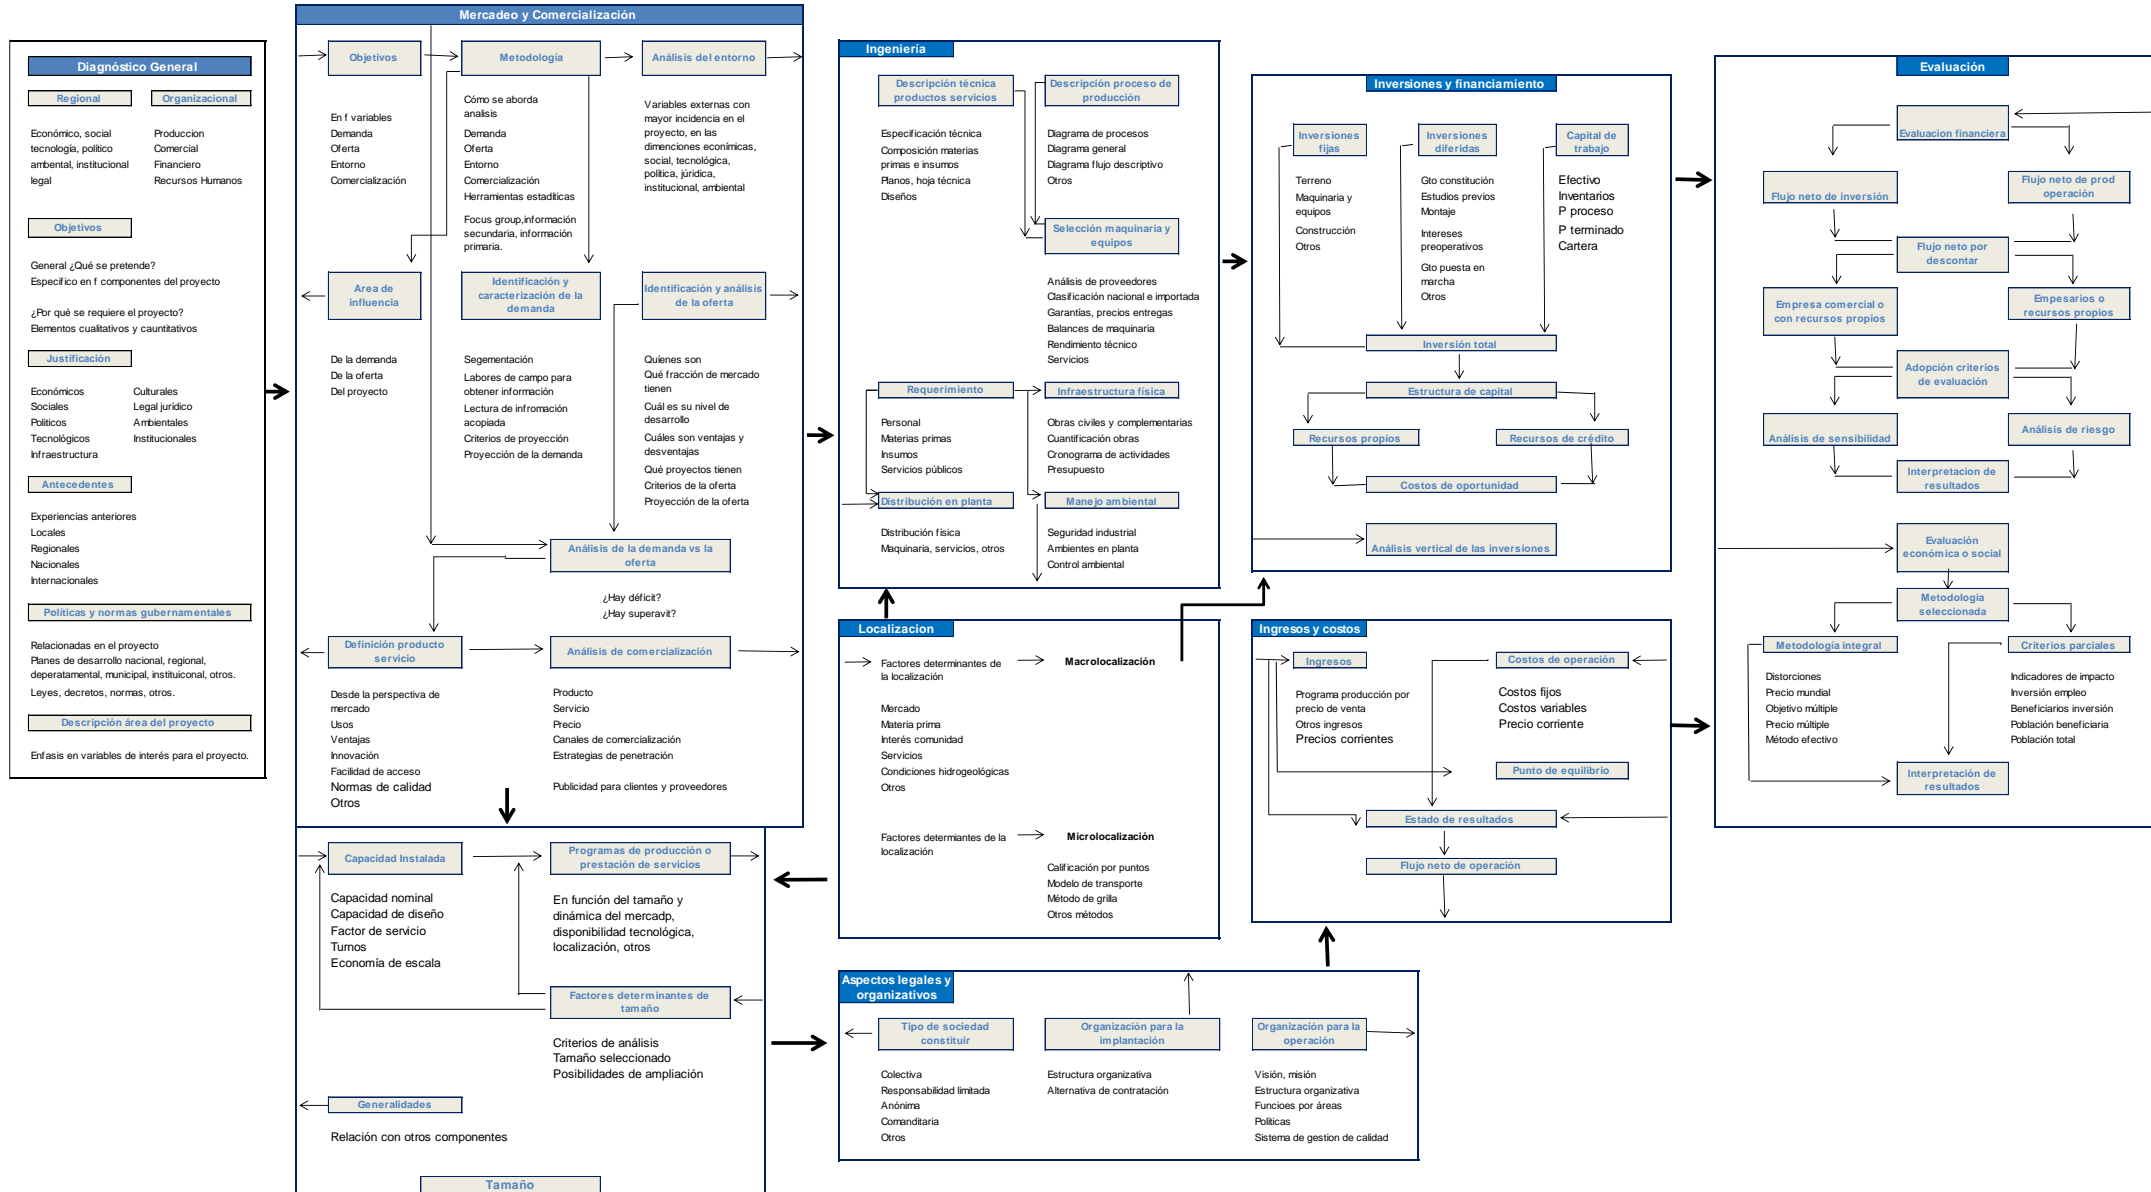 Diagnóstico General
Regional
Organizacional
Económico, social
tecnología, político
ambental, institucional
legal
Produccion
Comercial
Financiero
Recursos Humanos
Objetivos
General ¿Qué se pretende?
Especifico en f componentes del proyecto
¿Por qué se requiere el proyecto?
Elementos cualitativos y cauntitativos
Justificación
Económicos
Sociales
Politicos
Tecnológicos
Infraestructura
Culturales
Legal jurídico
Ambientales
Institucionales
Antecedentes
Experiencias anteriores
Locales
Regionales
Nacionales
Internacionales
Políticas y normas gubernamentales
Relacionadas en el proyecto
Planes de desarrollo nacional, regional,
deperatamental, municipal, instituiconal, otros.
Leyes, decretos, normas, otros.
Descripción área del proyecto
Enfasis en variables de interés para el proyecto.
Mercadeo y Comercialización
Objetivos
En f variables
Demanda
Oferta
Entorno
Comercialización
Metodología
Cómo se aborda
analisis
Demanda
Oferta
Entorno
Comercialización
Herramientas estadíticas
Focus group,información
secundaria, información
primaria.
Análisis del entorno
Variables externas con
mayor incidencia en el
proyecto, en las
dimenciones econímicas,
social, tecnológica,
política, júridica,
institucional, ambiental
Area de
influencia
De la demanda
De la oferta
Del proyecto
Identificación y
caracterización de la
demanda
Segementación
Labores de campo para
obtener información
Lectura de infromación
acopiada
Criterios de proyección
Proyección de la demanda
Identificación y análisis
de la oferta
Quíenes son
Qué fracción de mercado
tienen
Cuál es su nivel de
desarrollo
Cuáles son ventajas y
desventajas
Qué proyectos tienen
Criterios de la oferta
Proyección de la oferta
Análisis de la demanda vs la
oferta
¿Hay déficit?
¿Hay superavit?
Definición producto
servicio
Desde la perspectiva de
mercado
Usos
Ventajas
Innovación
Facilidad de acceso
Normas de calidad
Otros
Análisis de comercialización
Producto
Servicio
Precio
Canales de comercialización
Estrategias de penetración
Publicidad para clientes y proveedores
Capacidad Instalada
Capacidad nominal
Capacidad de diseño
Factor de servicio
Turnos
Economía de escala
Programas de producción o
prestación de servicios
En función del tamaño y
dinámica del mercadp,
disponibilidad tecnológica,
localización, otros
Factores determinantes de
tamaño
Criterios de análisis
Tamaño seleccionado
Posibilidades de ampliación
Generalidades
Relación con otros componentes
Tamaño
Ingeniería
Descripción técnica
productos servicios
Especificación técnica
Composición materias
primas e insumos
Planos, hoja técnica
Diseños
Descripción proceso de
producción
Diagrama de procesos
Diagrama general
Diagrama flujo descriptivo
Otros
Selección maquinaria y
equipos
Análisis de proveedores
Clasificación nacional e importada
Garantías, precios entregas
Balances de maquinaria
Rendimiento técnico
Servicios
Requerimiento
Personal
Materias primas
Insumos
Servicios públicos
Infraestructura física
Obras civiles y complementarias
Cuantificación obras
Cronograma de actividades
Presupuesto
Distribución en planta
Distribución física
Maquinaria, servicios, otros
Manejo ambiental
Seguridad industrial
Ambientes en planta
Control ambiental
Localizacion
Factores determinantes de
la localización
Macrolocalización
Mercado
Materia prima
Interés comunidad
Servicios
Condiciones hidrogeológicas
Otros
Factores determiantes de la
localización
Microlocalización
Calificación por puntos
Modelo de transporte
Método de grilla
Otros métodos
Aspectos legales y
organizativos
Tipo de sociedad
constituir
Colectiva
Responsabilidad limitada
Anónima
Comanditaria
Otros
Organización para la
implantación
Estructura organizativa
Alternativa de contratación
Organización para la
operación
Visión, misión
Estructura organizativa
Funcioes por áreas
Políticas
Sistema de gestion de calidad
Inversiones y financiamiento
Inversiones
fijas
Terreno
Maquinaria y
equipos
Construcción
Otros
Inversiones
diferidas
Gto constitución
Estudios previos
Montaje
Intereses
preoperativos
Gto puesta en
marcha
Otros
Capital de
trabajo
Efectivo
Inventarios
P proceso
P terminado
Cartera
Inversión total
Estructura de capital
Recursos propios
Recursos de crédito
Costos de oportunidad
Análisis vertical de las inversiones
Ingresos y costos
Ingresos
Programa producción por
precio de venta
Otros ingresos
Precios corrientes
Costos de operación
Costos fijos
Costos variables
Precio corriente
Punto de equilibrio
Estado de resultados
Flujo neto de operación
Evaluación
Evaluacion financiera
Flujo neto de inversión
Flujo neto de prod
operación
Flujo neto por
descontar
Empresa comercial o
con recursos propios
Empesarios o
recursos propios
Adopción criterios
de evaluación
Análisis de sensibilidad
Análisis de riesgo
Interpretacion de
resultados
Evaluación
económica o social
Metodologia
seleccionada
Metodología integral
Distorciones
Precio mundial
Objetivo múltiple
Precio múltiple
Método efectivo
Criterios parciales
Indicadores de impacto
Inversión empleo
Beneficiarios inversión
Población beneficiaria
Población total
Interpretación de
resultados